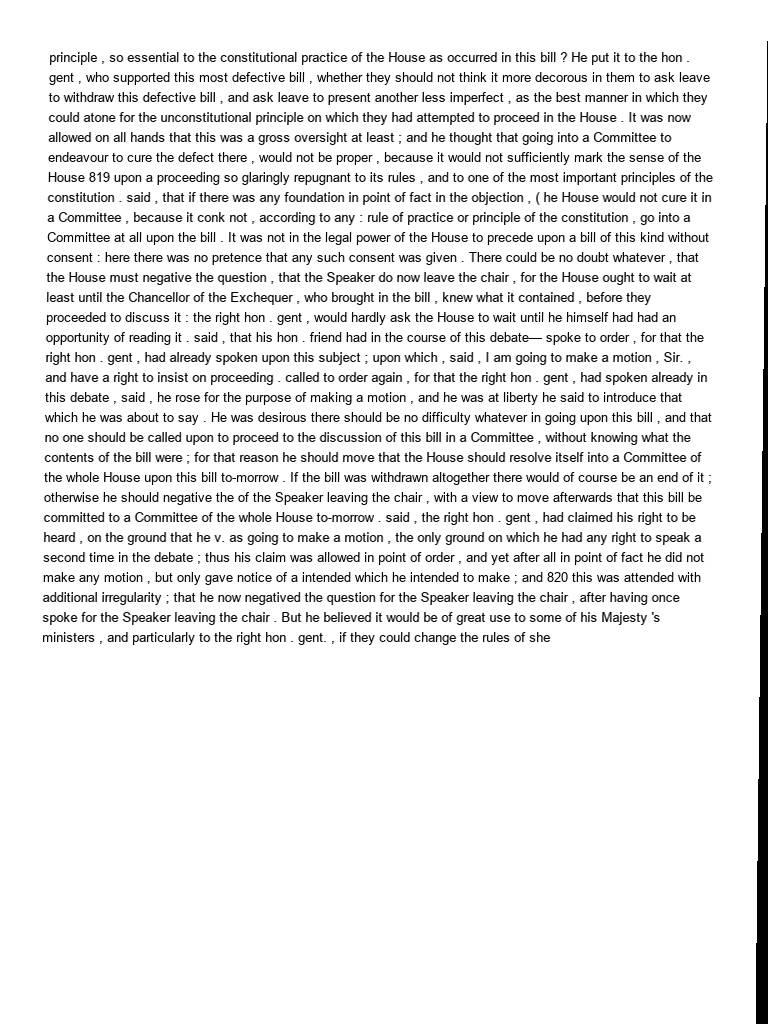 principle , so essential to the constitutional practice of the House as occurred in this bill ? He put it to the hon .
gent , who supported this most defective bill , whether they should not think it more decorous in them to ask leave
to withdraw this defective bill , and ask leave to present another less imperfect , as the best manner in which they
could atone for the unconstitutional principle on which they had attempted to proceed in the House . It was now
allowed on all hands that this was a gross oversight at least ; and he thought that going into a Committee to
endeavour to cure the defect there , would not be proper , because it would not sufficiently mark the sense of the
House 819 upon a proceeding so glaringly repugnant to its rules , and to one of the most important principles of the
constitution . said , that if there was any foundation in point of fact in the objection , ( he House would not cure it in
a Committee , because it conk not , according to any : rule of practice or principle of the constitution , go into a
Committee at all upon the bill . It was not in the legal power of the House to precede upon a bill of this kind without
consent : here there was no pretence that any such consent was given . There could be no doubt whatever , that
the House must negative the question , that the Speaker do now leave the chair , for the House ought to wait at
least until the Chancellor of the Exchequer , who brought in the bill , knew what it contained , before they
proceeded to discuss it : the right hon . gent , would hardly ask the House to wait until he himself had had an
opportunity of reading it . said , that his hon . friend had in the course of this debate— spoke to order , for that the
right hon . gent , had already spoken upon this subject ; upon which , said , I am going to make a motion , Sir. ,
and have a right to insist on proceeding . called to order again , for that the right hon . gent , had spoken already in
this debate , said , he rose for the purpose of making a motion , and he was at liberty he said to introduce that
which he was about to say . He was desirous there should be no difficulty whatever in going upon this bill , and that
no one should be called upon to proceed to the discussion of this bill in a Committee , without knowing what the
contents of the bill were ; for that reason he should move that the House should resolve itself into a Committee of
the whole House upon this bill to-morrow . If the bill was withdrawn altogether there would of course be an end of it ;
otherwise he should negative the of the Speaker leaving the chair , with a view to move afterwards that this bill be
committed to a Committee of the whole House to-morrow . said , the right hon . gent , had claimed his right to be
heard , on the ground that he v. as going to make a motion , the only ground on which he had any right to speak a
second time in the debate ; thus his claim was allowed in point of order , and yet after all in point of fact he did not
make any motion , but only gave notice of a intended which he intended to make ; and 820 this was attended with
additional irregularity ; that he now negatived the question for the Speaker leaving the chair , after having once
spoke for the Speaker leaving the chair . But he believed it would be of great use to some of his Majesty 's
ministers , and particularly to the right hon . gent. , if they could change the rules of she